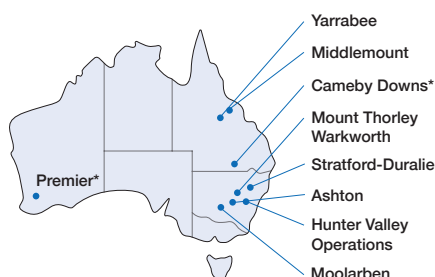 Yarrabee
Middlemount
Cameby Downs*
Mount Thorley
Warkworth
Stratford-Duralie
Premier*
Ashton
Hunter Valley
Operations
Moolarben